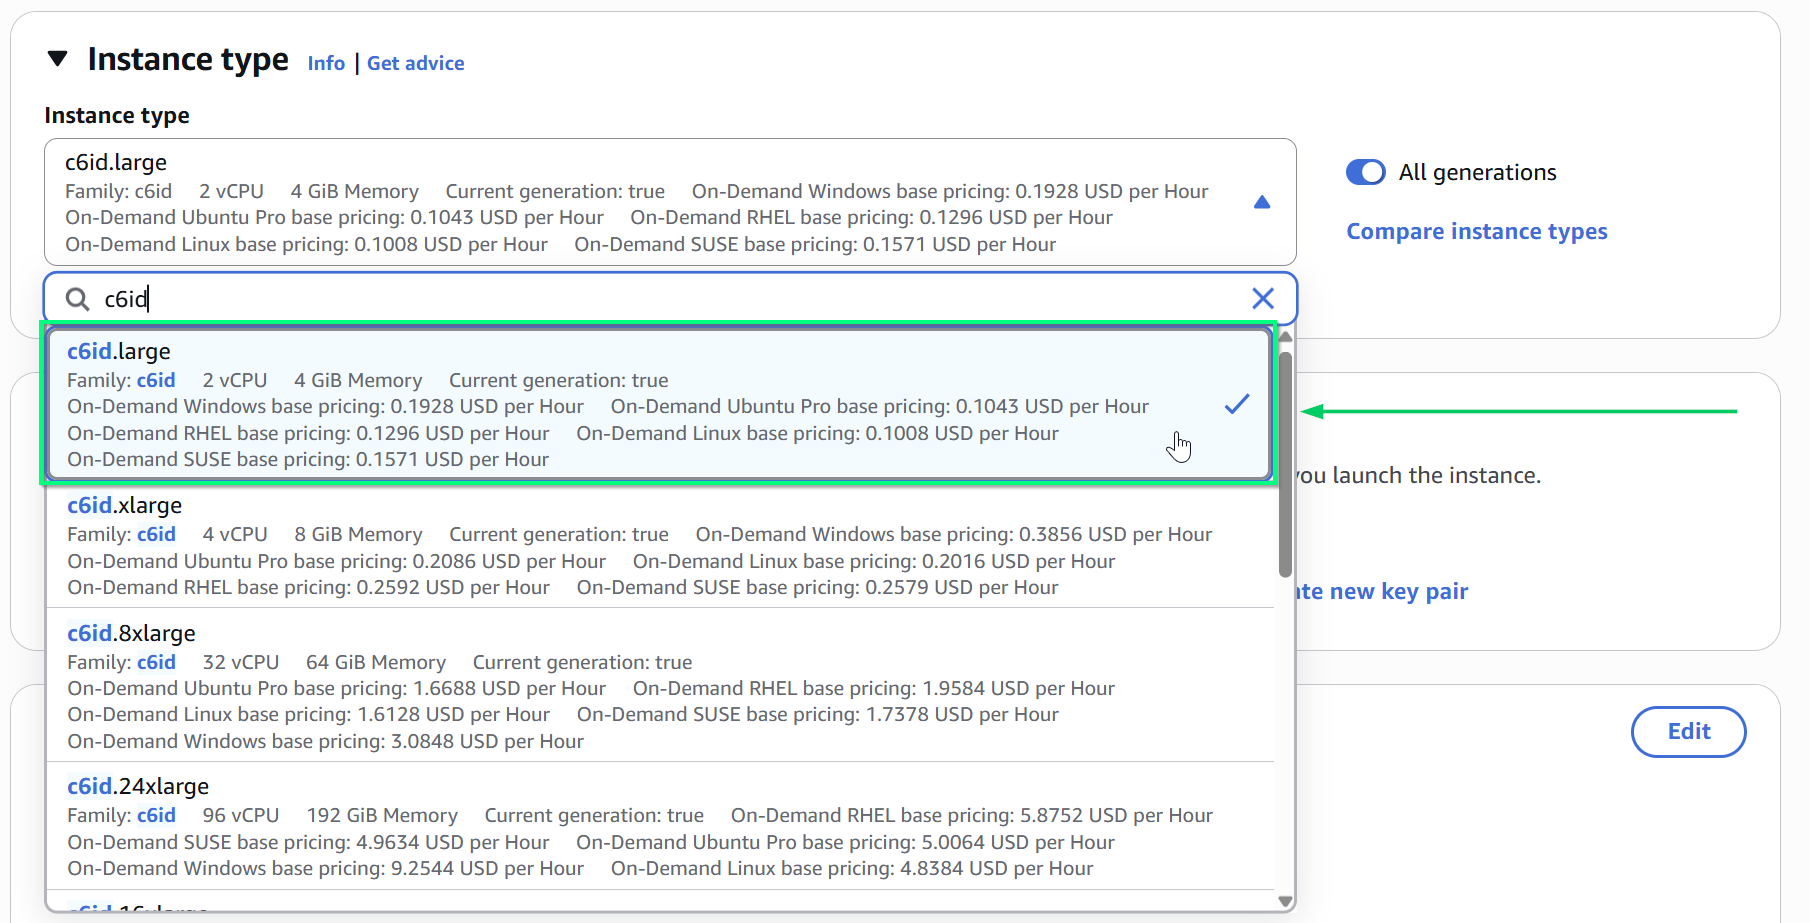 Instance type Info | Get advice
Instance type
c6id.large
Family: c6id 2 vCPU 4 GiB Memory Current generation: true On-Demand Windows base pricing: 0.1928 USD per Hour
On-Demand Ubuntu Pro base pricing: 0.1043 USD per Hour On-Demand RHEL base pricing: 0.1296 USD per Hour
On-Demand Linux base pricing: 0.1008 USD per Hour On-Demand SUSE base pricing: 0.1571 USD per Hour
All generations
Compare instance types
c6id
c6id.large
Family: c6id 2 vCPU 4 GiB Memory Current generation: true
On-Demand Windows base pricing: 0.1928 USD per Hour On-Demand Ubuntu Pro base pricing: 0.1043 USD per Hour
On-Demand RHEL base pricing: 0.1296 USD per Hour On-Demand Linux base pricing: 0.1008 USD per Hour
On-Demand SUSE base pricing: 0.1571 USD per Hour
you launch the instance.
c6id.xlarge
Family: c6id 4 vCPU 8 GiB Memory Current generation: true On-Demand Windows base pricing: 0.3856 USD per Hour
On-Demand Ubuntu Pro base pricing: 0.2086 USD per Hour On-Demand Linux base pricing: 0.2016 USD per Hour
On-Demand RHEL base pricing: 0.2592 USD per Hour On-Demand SUSE base pricing: 0.2579 USD per Hour
new key pair
c6id.8xlarge
Family: c6id 32 vCPU 64 GiB Memory Current generation: true
On-Demand Ubuntu Pro base pricing: 1.6688 USD per Hour On-Demand RHEL base pricing: 1.9584 USD per Hour
On-Demand Linux base pricing: 1.6128 USD per Hour On-Demand SUSE base pricing: 1.7378 USD per Hour
On-Demand Windows base pricing: 3.0848 USD per Hour
Edit
c6id.24xlarge
Family: c6id 96 vCPU 192 GiB Memory Current generation: true On-Demand RHEL base pricing: 5.8752 USD per Hour
On-Demand SUSE base pricing: 4.9634 USD per Hour On-Demand Ubuntu Pro base pricing: 5.0064 USD per Hour
On-Demand Windows base pricing: 9.2544 USD per Hour On-Demand Linux base pricing: 4.8384 USD per Hour